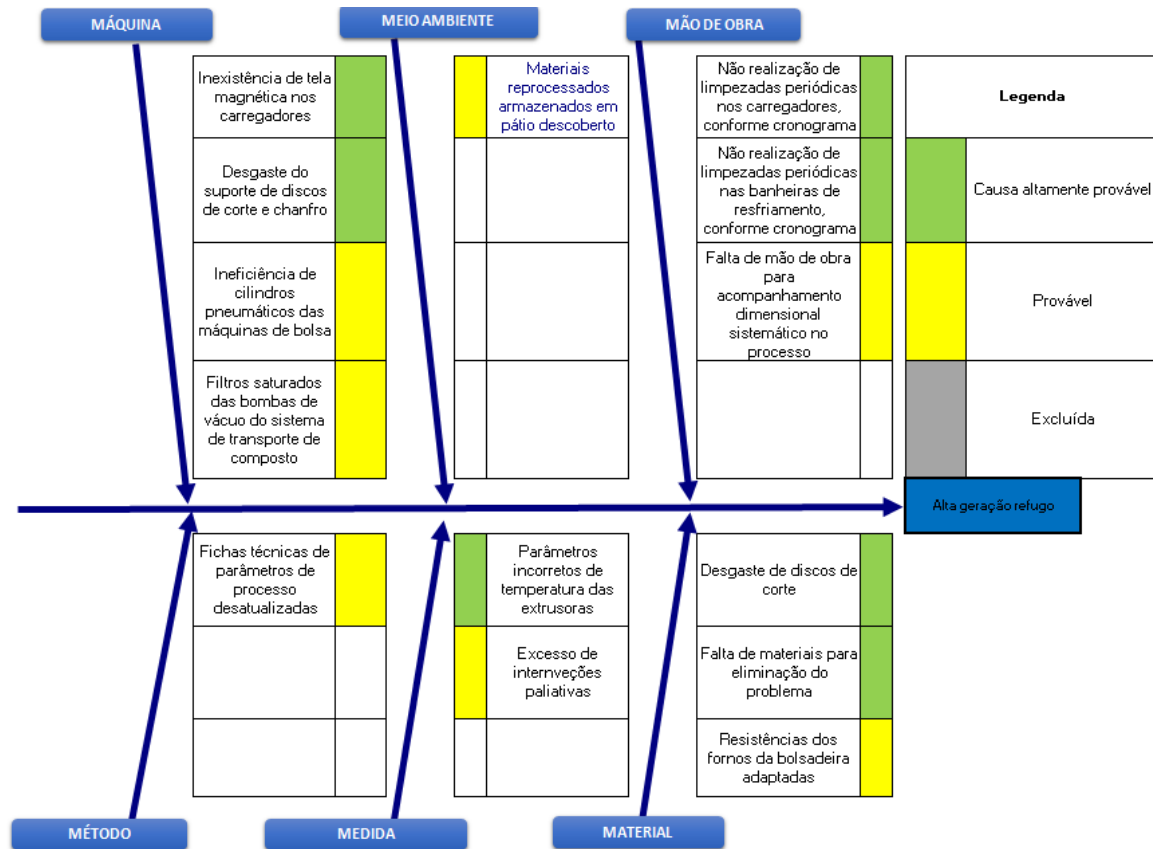 MÁQUINA
MEIO AMBIENTE
MÃO DE OBRA
Inexistência de tela
magnética nos
carregadores
Desgaste do
suporte de discos
de corte e chanfro
Ineficiência de
cilindros
pneumáticos das
máquinas de bolsa
Filtros saturados
das bombas de
vácuo do sistema
de transporte de
composto
Materiais
reprocessados
armazenados em
pátio descoberto
Não realização de
limpezadas periódicas
nos carregadores,
conforme cronograma
Não realização de
limpezadas periódicas
nas banheiras de
resfriamento,
conforme cronograma
Falta de mão de obra
para
acompanhamento
dimensional
sistemático no
processo
Legenda
Causa altamente provável
Provável
Excluída
Alta geração refugo
Fichas técnicas de
parâmetros de
processo
desatualizadas
Parâmetros
incorretos de
temperatura das
extrusoras
Excesso de
internveções
paliativas
Desgaste de discos de
corte
Falta de materiais para
eliminação do
problema
Resistências dos
fornos da bolsadeira
adaptadas
MÉTODO
MEDIDA
MATERIAL